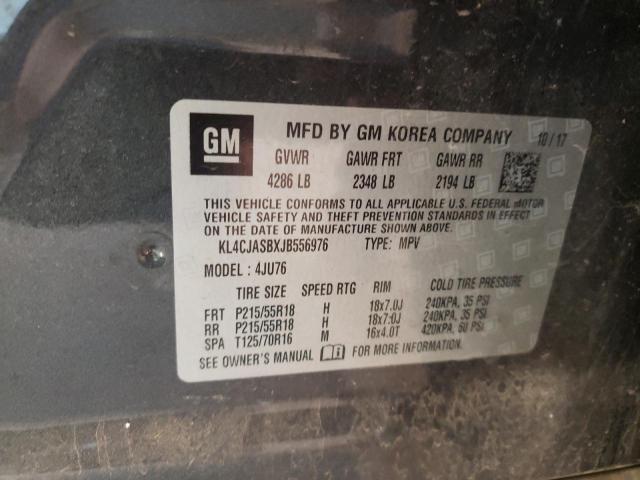 GM MFD BY GM KOREA COMPANY 10/17
GVWR GAWR FRT GAWR RR
4286 LB 2348 LB 2194 LB
THIS VEHICLE CONFORMS TO ALL APPLICABLE U.S. FEDERAL MOTOR
VEHICLE SAFETY AND THEFT PREVENTION STANDARDS IN EFFECT
ON THE DATE OF MANUFACTURE SHOWN ABOVE.
KL4CJASBXJB556976 TYPE: MPV
MODEL : 4JU76
TIRE SIZE SPEED RTG RIM COLD TIRE PRESSURE
FRT P215/55R18 H 18x7.0J 240KPA, 35 PSI
RR P215/55R18 H 18x7.0J 240KPA, 35 PSI
SPA T125/70R16 M 16x4.0T 420KPA, 60 PSI
SEE OWNER'S MANUAL FOR MORE INFORMATION.